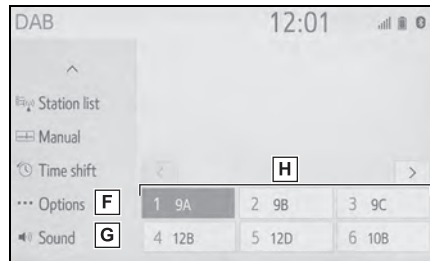 DAB 12:01
Station list
Manual
Time shift
H
Options F
1 9A 2 9B 3 9C
Sound G
4 12B 5 12D 6 10B